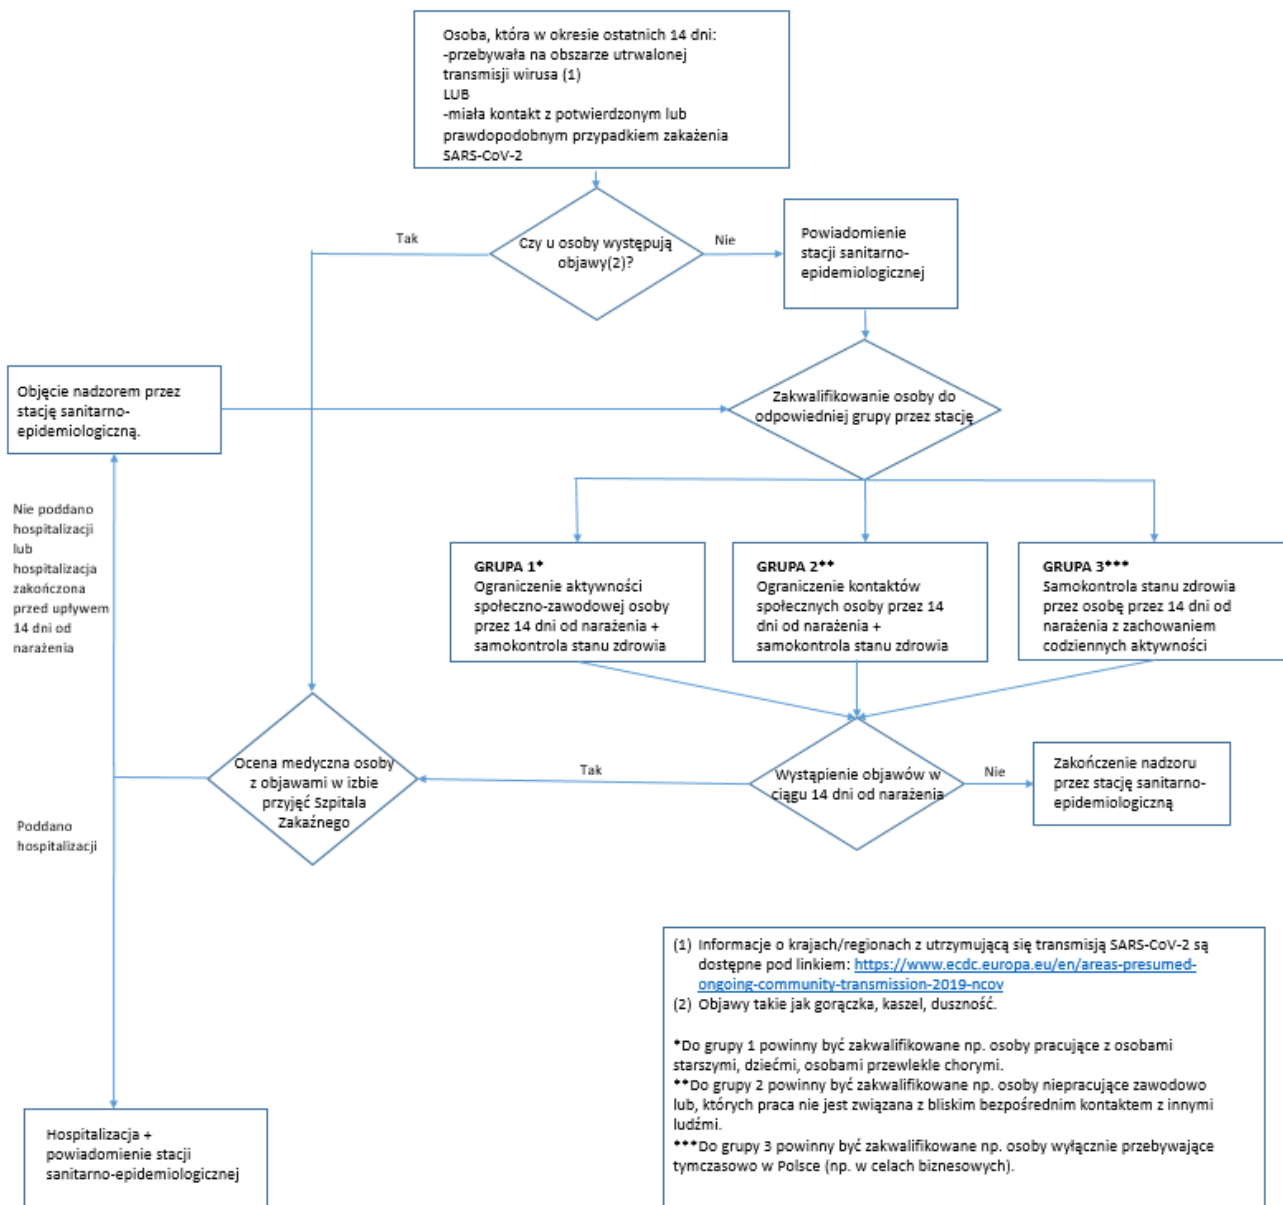 Osoba, która w okresie ostatnich 14 dni:
-przebywała na obszarze utrwalonej
transmisji wirusa (1)
LUB
-miała kontakt z potwierdzonym lub
prawdopodobnym przypadkiem zakażenia
SARS-CoV-2
Tak
Czy u osoby występują
objawy(2)?
Nie
Powiadomienie
stacji sanitarno-
epidemiologicznej
Objęcie nadzorem przez
stację sanitarno-
epidemiologiczną.
Zakwalifikowanie osoby do
odpowiedniej grupy przez stację
Nie poddano
hospitalizacji
lub
hospitalizacja
zakończona
przed upływem
14 dni od
narażenia
GRUPA 1*
Ograniczenie aktywności
społeczno-zawodowej osoby
przez 14 dni od narażenia +
samokontrola stanu zdrowia
GRUPA 2**
Ograniczenie kontaktów
społecznych osoby przez 14
dni od narażenia +
samokontrola stanu zdrowia
GRUPA 3***
Samokontrola stanu zdrowia
przez osobę przez 14 dni od
narażenia z zachowaniem
codziennych aktywności
Ocena medyczna osoby
z objawami w izbie
przyjęć Szpitala
Zakaźnego
Tak
Wystąpienie objawów w
ciągu 14 dni od narażenia
Nie
Zakończenie nadzoru
przez stację sanitarno-
epidemiologiczną
Poddano
hospitalizacji
Hospitalizacja +
powiadomienie stacji
sanitarno-epidemiologicznej
(1) Informacje o krajach/regionach z utrzymującą się transmisją SARS-CoV-2 są
dostępne pod linkiem: https://www.ecdc.europa.eu/en/areas-presumed-
ongoing-community-transmission-2019-ncov
(2) Objawy takie jak gorączka, kaszel, duszność.
*Do grupy 1 powinny być zakwalifikowane np. osoby pracujące z osobami
starszymi, dziećmi, osobami przewlekle chorymi.
**Do grupy 2 powinny być zakwalifikowane np. osoby niepracujące zawodowo
lub, których praca nie jest związana z bliskim bezpośrednim kontaktem z innymi
ludźmi.
***Do grupy 3 powinny być zakwalifikowane np. osoby wyłącznie przebywające
tymczasowo w Polsce (np. w celach biznesowych).